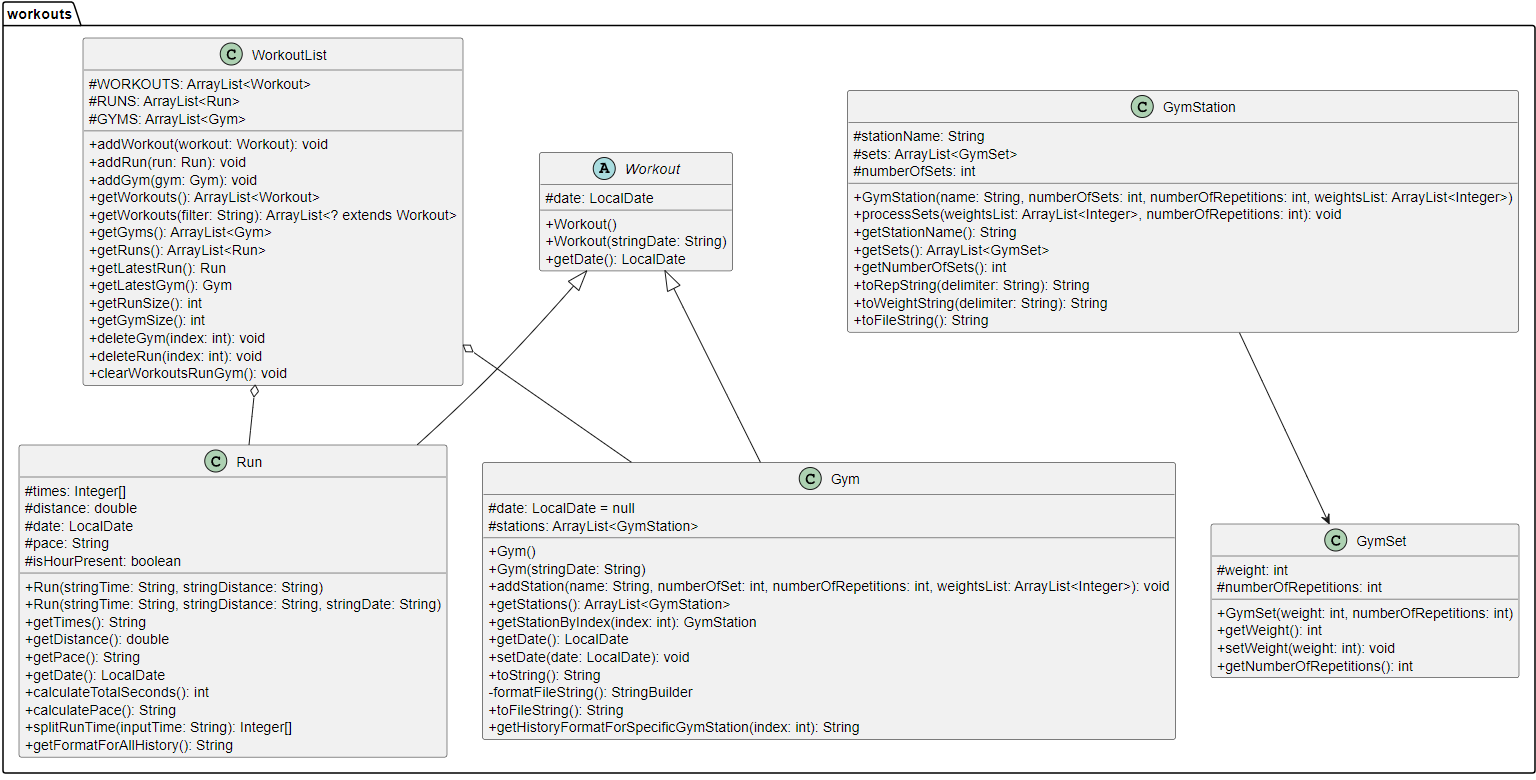 workouts
C WorkoutList
#WORKOUTS: ArrayList<Workout>
#RUNS: ArrayList<Run>
#GYMS: ArrayList<Gym>
+addWorkout(workout: Workout): void
+addRun(run: Run): void
+addGym(gym: Gym): void
+getWorkouts(): ArrayList<Workout>
+getWorkouts(filter: String): ArrayList<? extends Workout>
+getGyms(): ArrayList<Gym>
+getRuns(): ArrayList<Run>
+getLatestRun(): Run
+getLatestGym(): Gym
+getRunSize(): int
+getGymSize(): int
+deleteGym(index: int): void
+deleteRun(index: int): void
+clearWorkoutsRunGym(): void
A Workout
#date: LocalDate
+Workout()
+Workout(stringDate: String)
+getDate(): LocalDate
C GymStation
#stationName: String
#sets: ArrayList<GymSet>
#numberOfSets: int
+GymStation(name: String, numberOfSets: int, numberOfRepetitions: int, weightsList: ArrayList<Integer>)
+processSets(weightsList: ArrayList<Integer>, numberOfRepetitions: int): void
+getStationName(): String
+getSets(): ArrayList<GymSet>
+getNumberOfSets(): int
+toRepString(delimiter: String): String
+toWeightString(delimiter: String): String
+toFileString(): String
C Run
#times: Integer[]
#distance: double
#date: LocalDate
#pace: String
#isHourPresent: boolean
+Run(stringTime: String, stringDistance: String)
+Run(stringTime: String, stringDistance: String, stringDate: String)
+getTimes(): String
+getDistance(): double
+getPace(): String
+getDate(): LocalDate
+calculateTotalSeconds(): int
+calculatePace(): String
+splitRunTime(inputTime: String): Integer[]
+getFormatForAllHistory(): String
C Gym
#date: LocalDate = null
#stations: ArrayList<GymStation>
+Gym()
+Gym(stringDate: String)
+addStation(name: String, numberOfSet: int, numberOfRepetitions: int, weightsList: ArrayList<Integer>): void
+getStations(): ArrayList<GymStation>
+getStationByIndex(index: int): GymStation
+getDate(): LocalDate
+setDate(date: LocalDate): void
+toString(): String
-formatFileString(): StringBuilder
+toFileString(): String
+getHistoryFormatForSpecificGymStation(index: int): String
C GymSet
#weight: int
#numberOfRepetitions: int
+GymSet(weight: int, numberOfRepetitions: int)
+getWeight(): int
+setWeight(weight: int): void
+getNumberOfRepetitions(): int